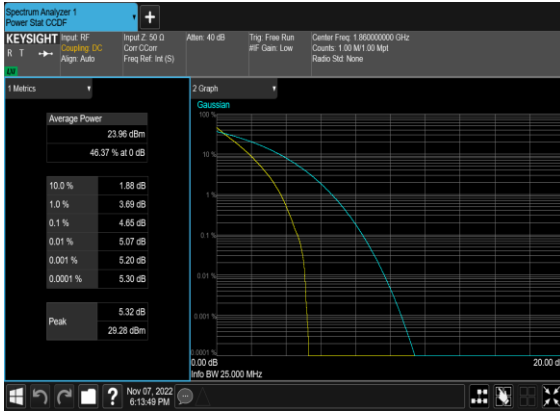 Spectrum Analyzer 1
Power Stat CCDF
+
KEYSIGHT
R T
LXI
Input: RF
Coupling: DC
Align: Auto
Input Z: 50 Ω
Corr CCorr
Freq Ref: Int (S)
Atten: 40 dB
Trig: Free Run
#IF Gain: Low
Center Freq: 1.860000000 GHz
Counts: 1.00 M/1.00 Mpt
Radio Std: None
1 Metrics
Average Power
23.96 dBm
46.37 % at 0 dB
10.0 % 1.88 dB
1.0 % 3.69 dB
0.1 % 4.65 dB
0.01 % 5.07 dB
0.001 % 5.20 dB
0.0001 % 5.30 dB
Peak
5.32 dB
29.28 dBm
2 Graph
Gaussian
100 %
10 %
1 %
0.1 %
0.01 %
0.001 %
0.0001 %
0.00 dB
20.00 d
Info BW 25.000 MHz
?
Nov 07, 2022
6:13:49 PM